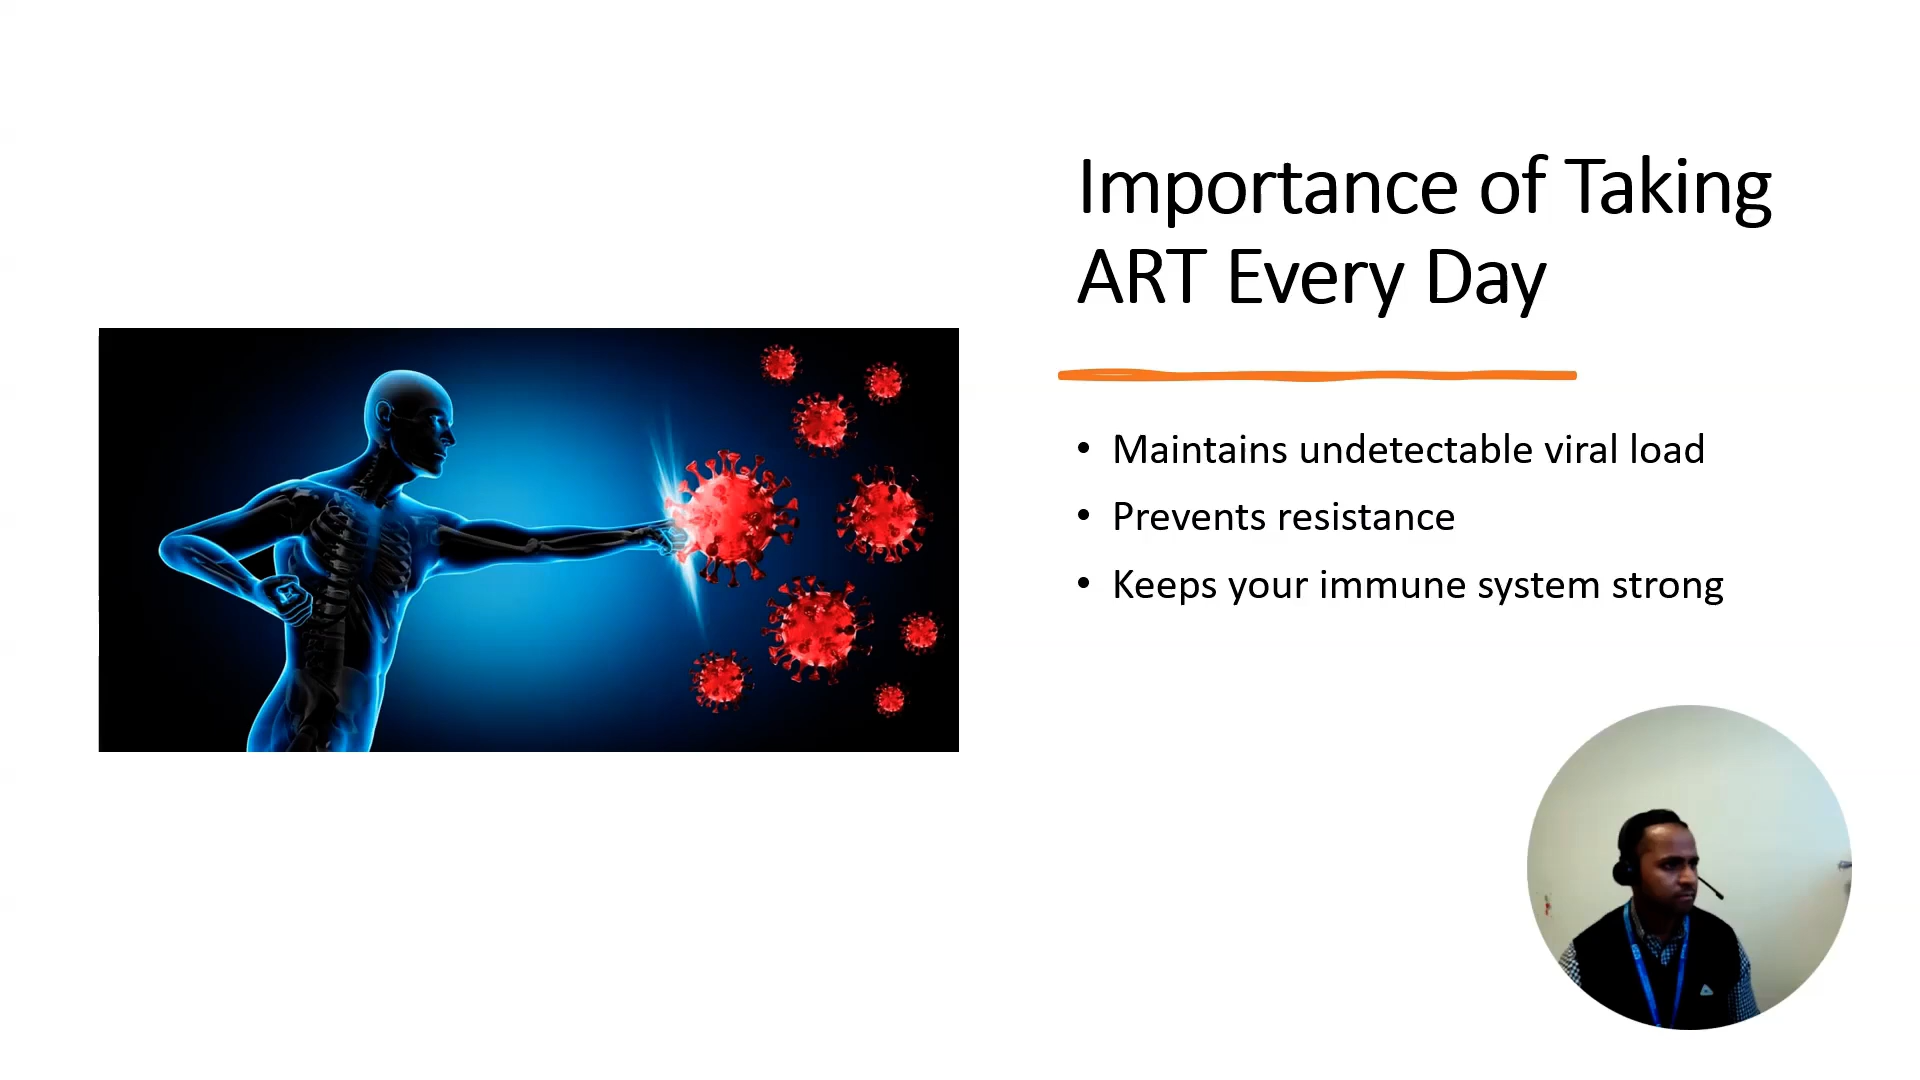 Importance of Taking
ART Every Day
• Maintains undetectable viral load
• Prevents resistance
• Keeps your immune system strong